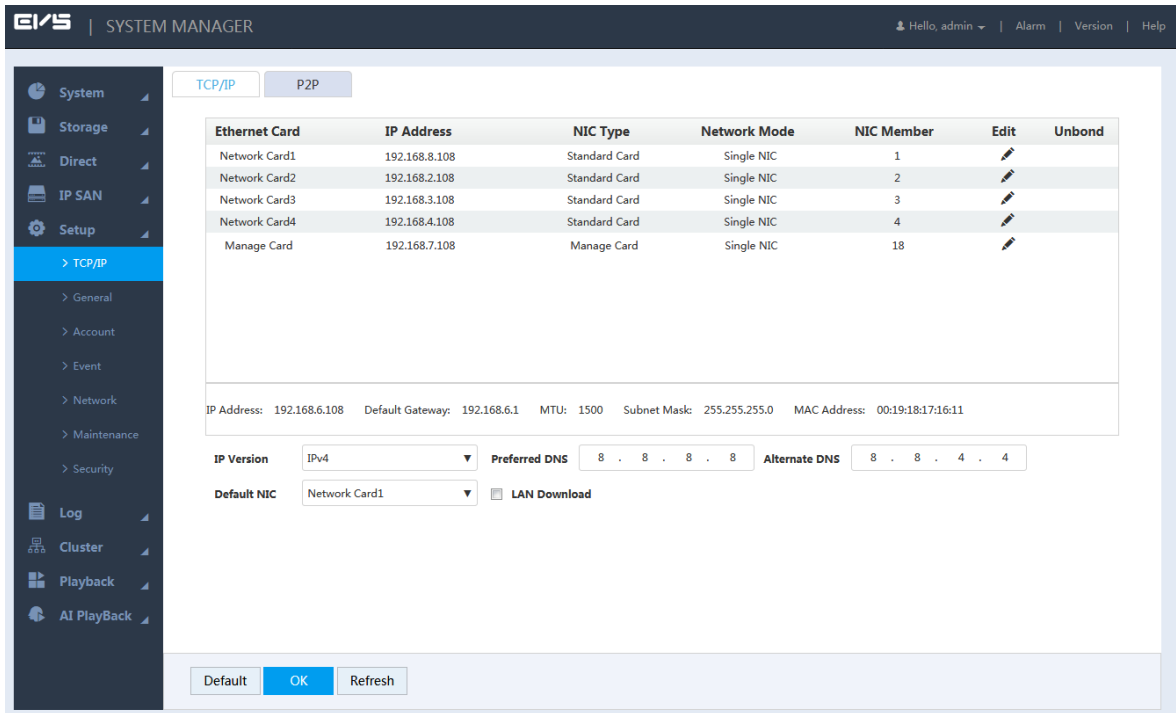 EVS | SYSTEM MANAGER Hello, admin | Alarm | Version | Help
System
Storage
Direct
IP SAN
Setup
> TCP/IP
> General
> Account
> Event
> Network
> Maintenance
> Security
Log
Cluster
Playback
AI PlayBack
TCP/IP P2P
Ethernet Card IP Address NIC Type Network Mode NIC Member Edit Unbond
Network Card1 192.168.8.108 Standard Card Single NIC 1
Network Card2 192.168.2.108 Standard Card Single NIC 2
Network Card3 192.168.3.108 Standard Card Single NIC 3
Network Card4 192.168.4.108 Standard Card Single NIC 4
Manage Card 192.168.7.108 Manage Card Single NIC 18
IP Address: 192.168.6.108 Default Gateway: 192.168.6.1 MTU: 1500 Subnet Mask: 255.255.255.0 MAC Address: 00:19:18:17:16:11
IP Version IPv4 Preferred DNS 8 . 8 . 8 . 8 Alternate DNS 8 . 8 . 4 . 4
Default NIC Network Card1 LAN Download
Default OK Refresh